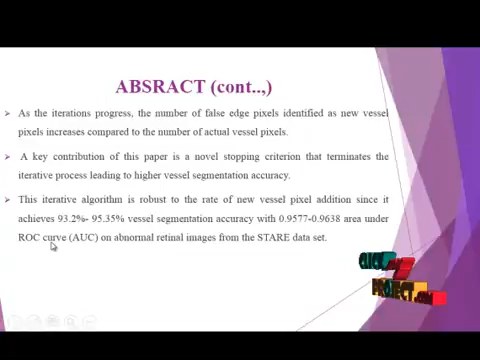 ABSRACT (cont..,)
➢ As the iterations progress, the number of false edge pixels identified as new vessel
pixels increases compared to the number of actual vessel pixels.
➢ A key contribution of this paper is a novel stopping criterion that terminates the
iterative process leading to higher vessel segmentation accuracy.
➢ This iterative algorithm is robust to the rate of new vessel pixel addition since it
achieves 93.2%- 95.35% vessel segmentation accuracy with 0.9577-0.9638 area under
ROC curve (AUC) on abnormal retinal images from the STARE data set.
CLICK
PROJECT.COM